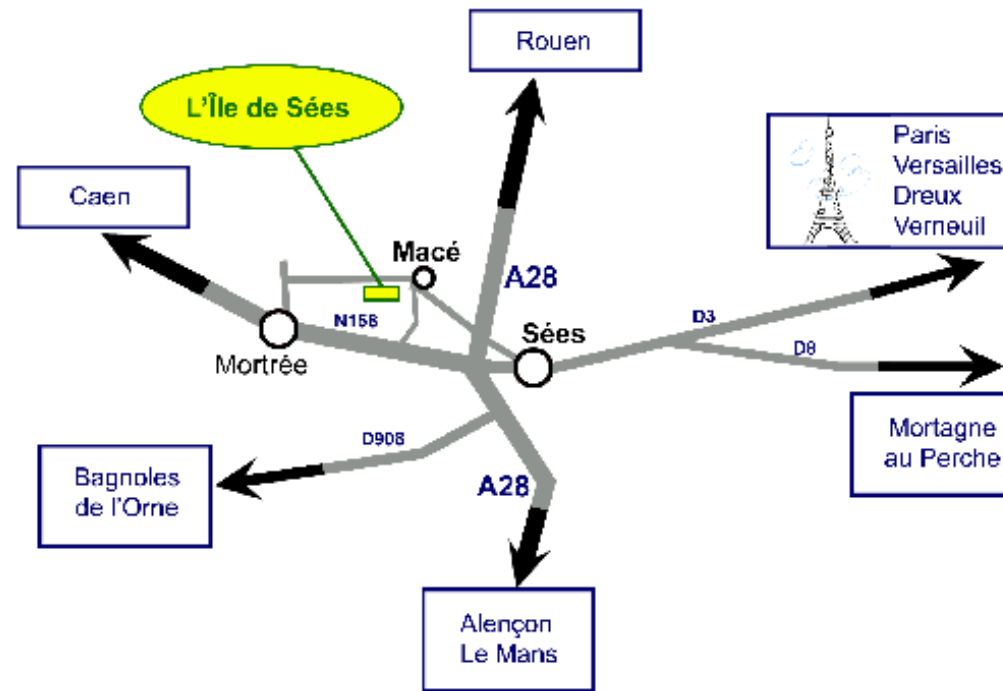 Rouen
L'Île de Sées
Paris
Versailles
Dreux
Verneuil
Caen
Macé
A28
N158
D3
Sées
D8
Mortrée
Mortagne
au Perche
D908
Bagnoles
de l'Orne
A28
Alençon
Le Mans